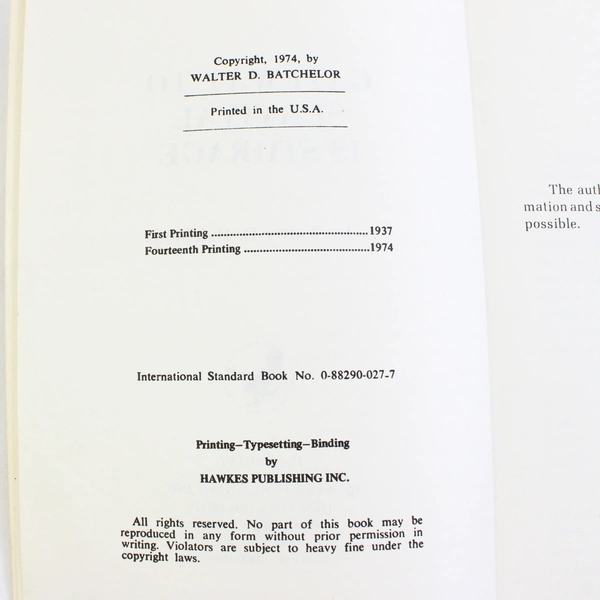 Copyright, 1974, by
WALTER D. BATCHELOR
Printed in the U.S.A.
First Printing ................................................ 1937
Fourteenth Printing ....................................... 1974
International Standard Book No. 0-88290-027-7
Printing—Typesetting—Binding
by
HAWKES PUBLISHING INC.
All rights reserved. No part of this book may be
reproduced in any form without prior permission in
writing. Violators are subject to heavy fine under the
copyright laws.
The auth
mation and s
possible.